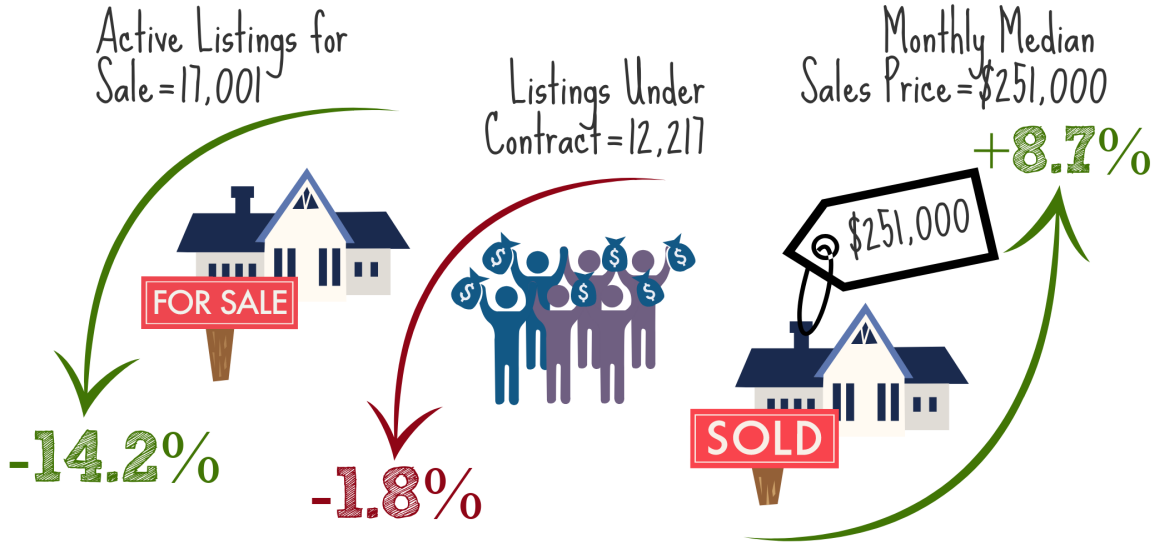 Active Listings for
Sale=17,001
-14.2%
FOR SALE
Listings Under
Contract=12,217
-1.8%
$
$
$
$
$
$
Monthly Median
Sales Price=$251,000
+8.7%
$251,000
SOLD